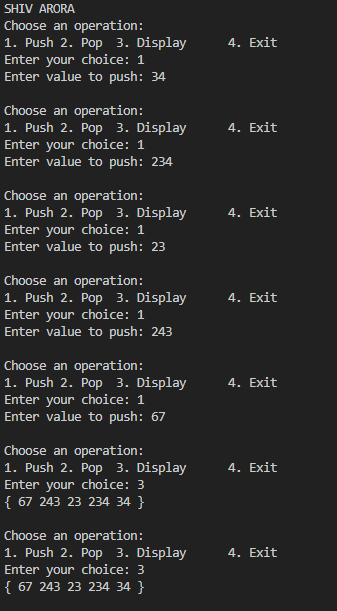 SHIV ARORA
Choose an operation:
1. Push 2. Pop  3. Display      4. Exit
Enter your choice: 1
Enter value to push: 34

Choose an operation:
1. Push 2. Pop  3. Display      4. Exit
Enter your choice: 1
Enter value to push: 234

Choose an operation:
1. Push 2. Pop  3. Display      4. Exit
Enter your choice: 1
Enter value to push: 23

Choose an operation:
1. Push 2. Pop  3. Display      4. Exit
Enter your choice: 1
Enter value to push: 243

Choose an operation:
1. Push 2. Pop  3. Display      4. Exit
Enter your choice: 1
Enter value to push: 67

Choose an operation:
1. Push 2. Pop  3. Display      4. Exit
Enter your choice: 3
{ 67 243 23 234 34 }

Choose an operation:
1. Push 2. Pop  3. Display      4. Exit
Enter your choice: 3
{ 67 243 23 234 34 }